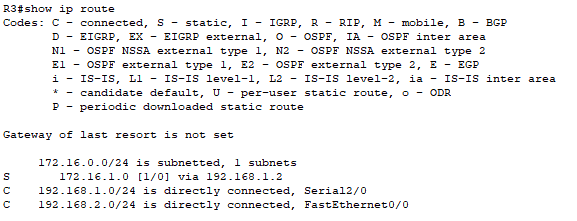 R3#show ip route
Codes: C - connected, S - static, I - IGRP, R - RIP, M - mobile, B - BGP
       D - EIGRP, EX - EIGRP external, O - OSPF, IA - OSPF inter area
       N1 - OSPF NSSA external type 1, N2 - OSPF NSSA external type 2
       E1 - OSPF external type 1, E2 - OSPF external type 2, E - EGP
       i - IS-IS, L1 - IS-IS level-1, L2 - IS-IS level-2, ia - IS-IS inter area
       * - candidate default, U - per-user static route, o - ODR
       P - periodic downloaded static route
Gateway of last resort is not set
     172.16.0.0/24 is subnetted, 1 subnets
S       172.16.1.0 [1/0] via 192.168.1.2
C    192.168.1.0/24 is directly connected, Serial2/0
C    192.168.2.0/24 is directly connected, FastEthernet0/0